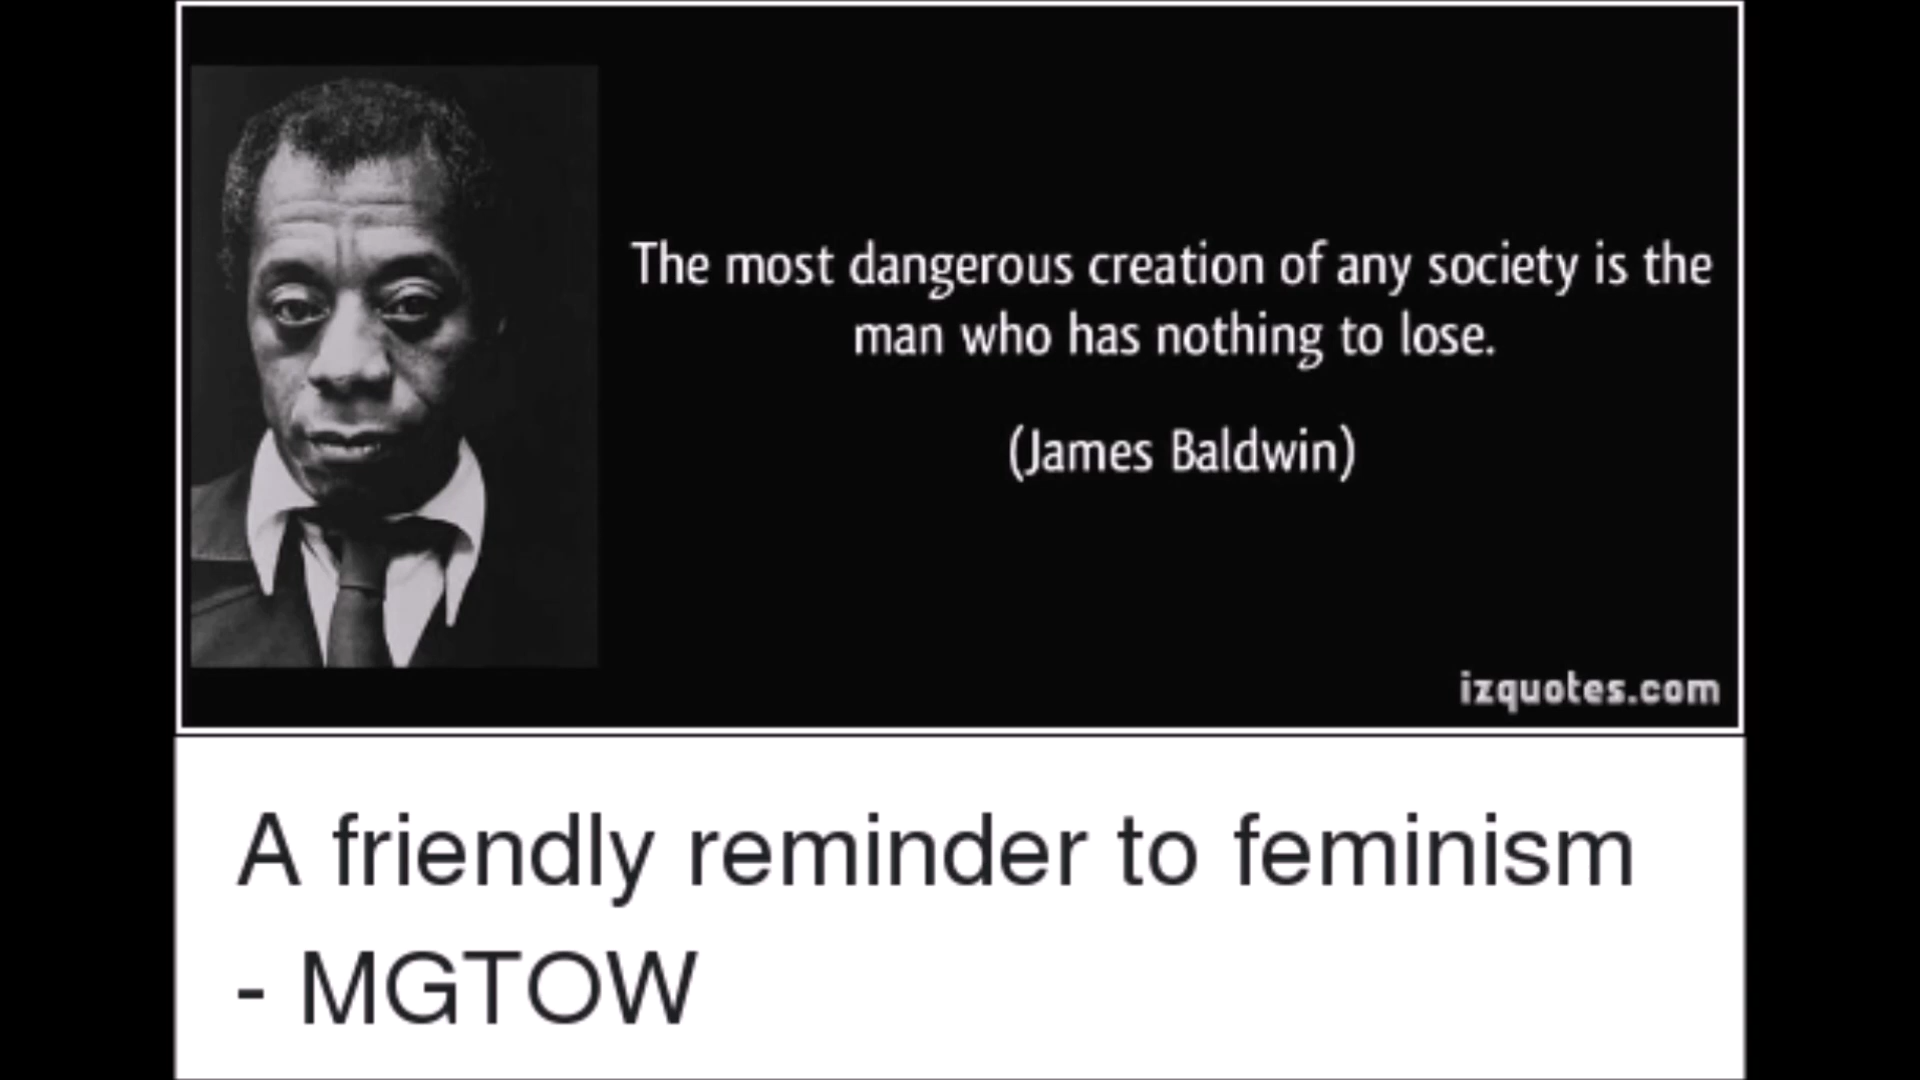 The most dangerous creation of any society is the
man who has nothing to lose.
(James Baldwin)
izquotes.com
A friendly reminder to feminism
- MGTOW